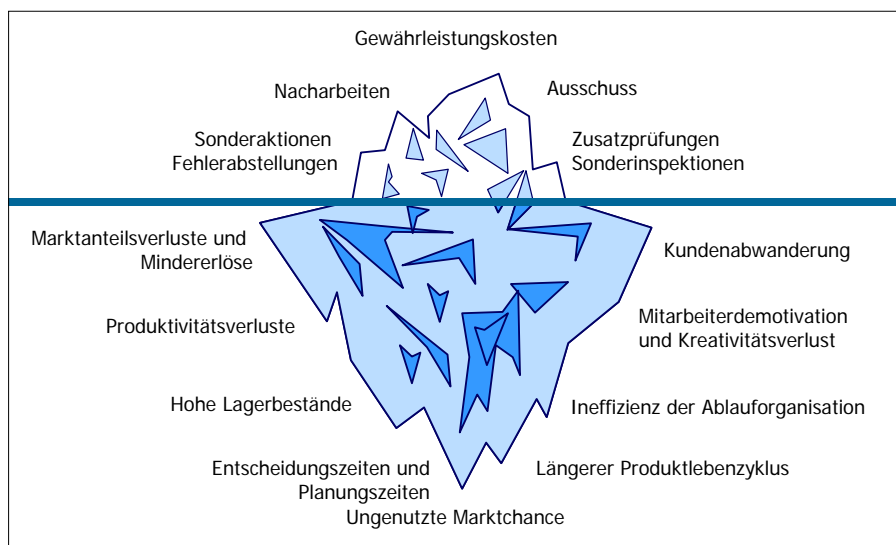 Gewährleistungskosten
Nacharbeiten
Ausschuss
Sonderaktionen
Fehlerabstellungen
Zusatzprüfungen
Sonderinspektionen
Marktanteilsverluste und
Mindererlöse
Kundenabwanderung
Produktivitätsverluste
Mitarbeiterdemotivation
und Kreativitätsverlust
Hohe Lagerbestände
Ineffizienz der Ablauforganisation
Entscheidungszeiten und
Planungszeiten
Längerer Produktlebenzyklus
Ungenutzte Marktchance